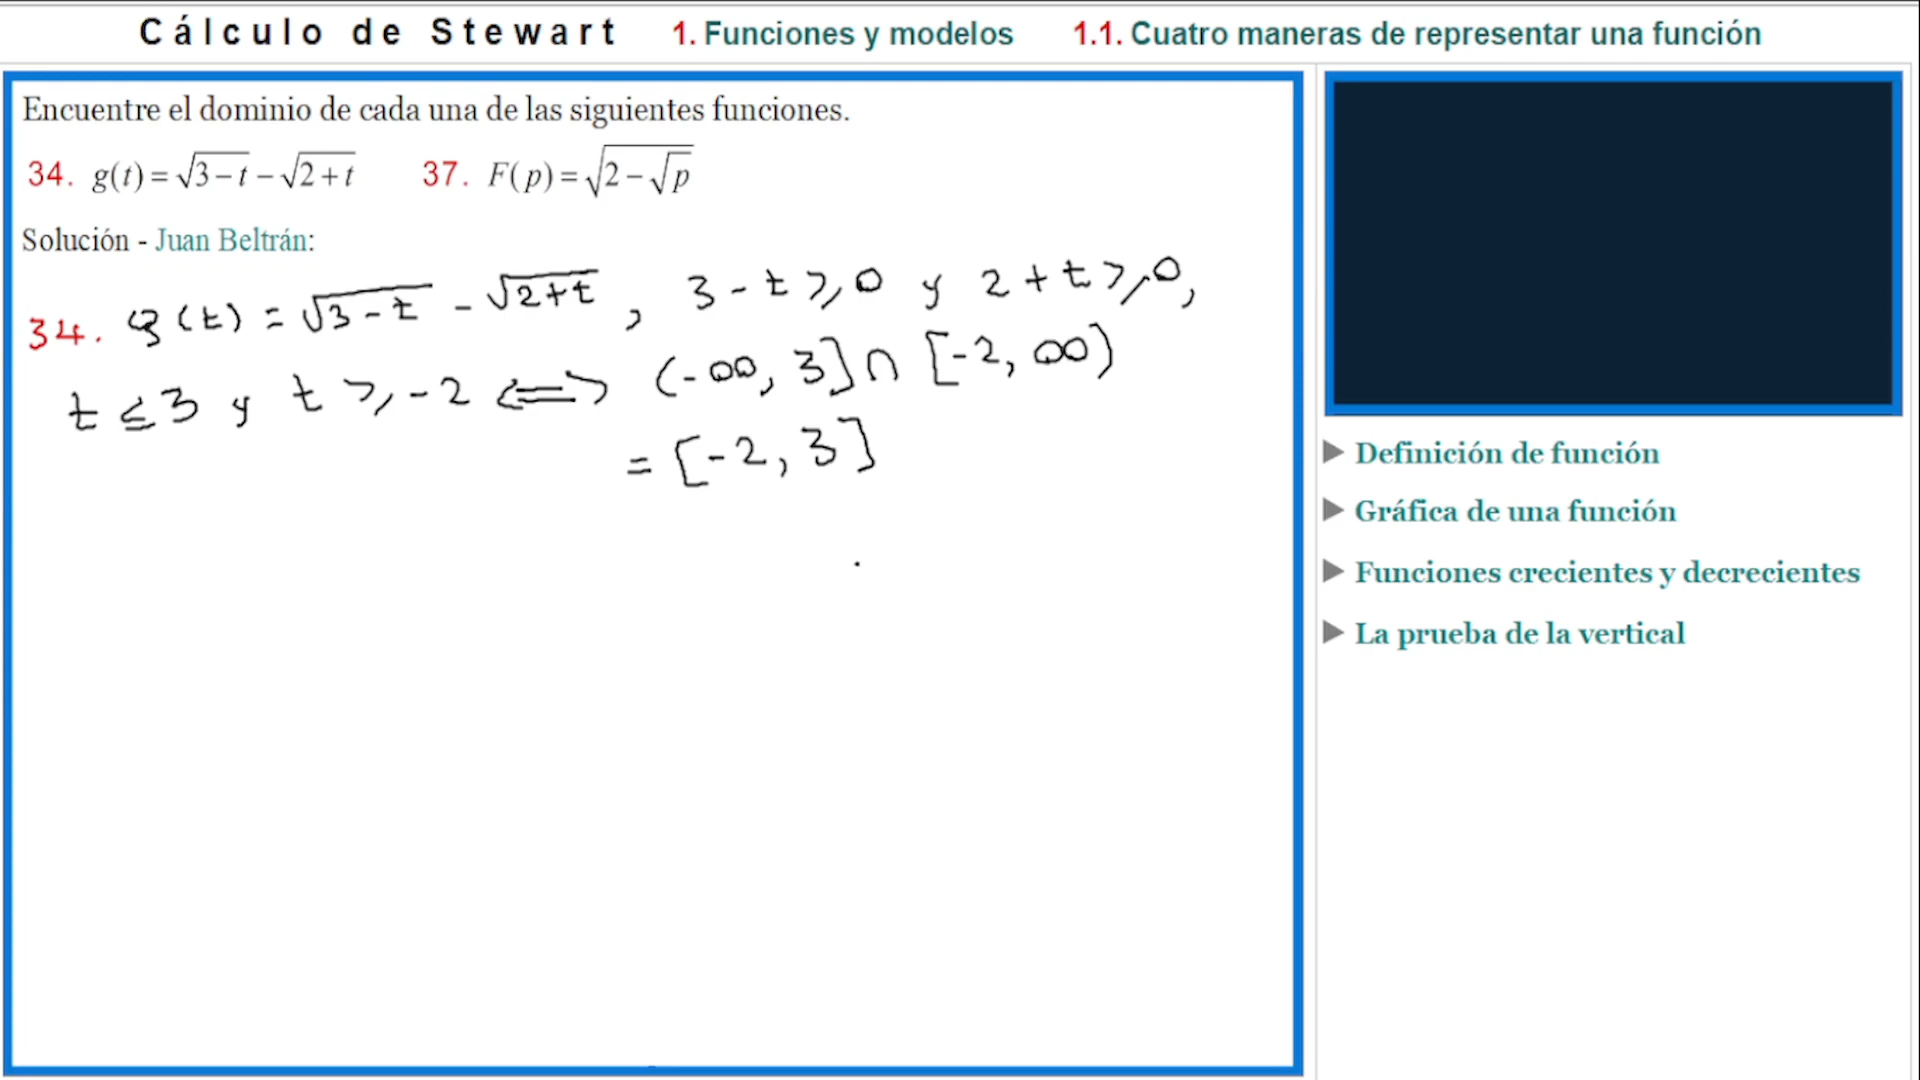 Cálculo de Stewart 1. Funciones y modelos 1.1. Cuatro maneras de representar una función
Encuentre el dominio de cada una de las siguientes funciones.
34. g(t) = √(3−t) − √(2+t) 37. F(p) = √(2−√p)
Solución - Juan Beltrán:
34. g(t) = √(3-t) - √(2+t), 3-t ≥ 0 y 2+t ≥ 0,
t ≤ 3 y t ≥ -2 ⟺ (-∞, 3] ∩ [-2, ∞)
= [-2, 3]
Definición de función
Gráfica de una función
Funciones crecientes y decrecientes
La prueba de la vertical